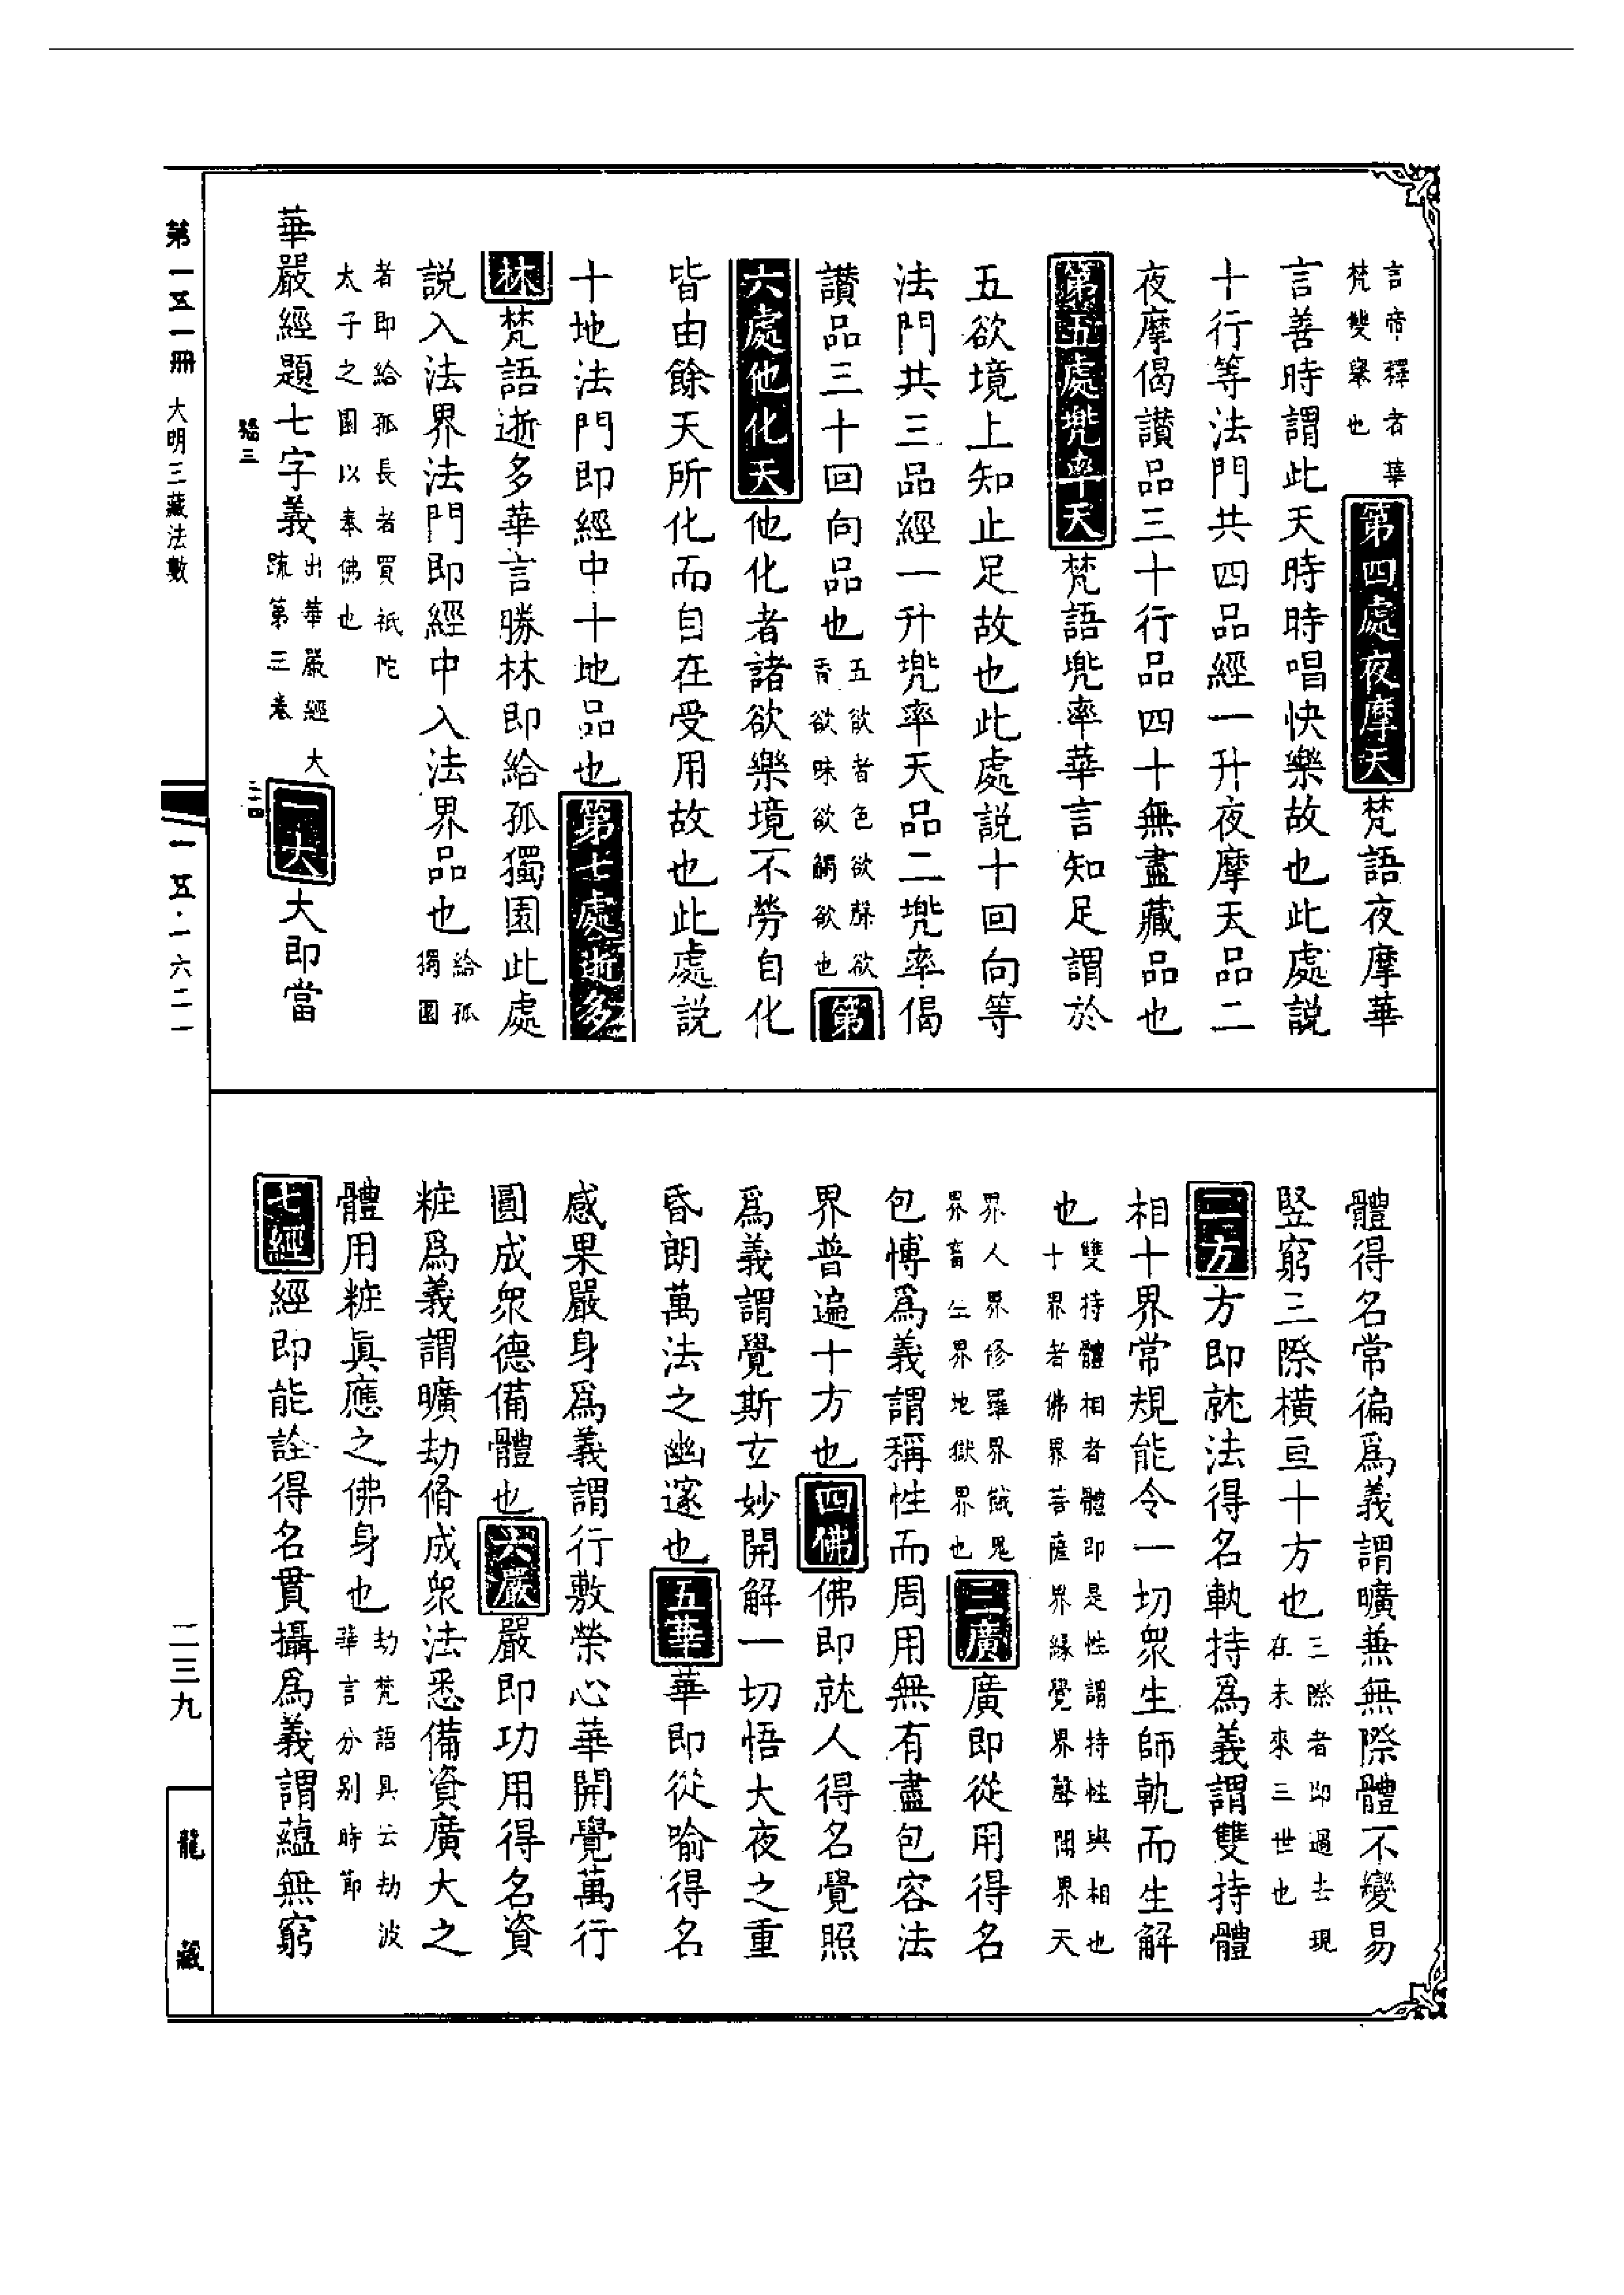 言帝釋者華梵雙舉也第四處夜摩天梵語夜摩華
言善時謂此天時時唱快樂故也此處説
十行等法門共四品經一升夜摩天品二
夜摩偈讚品三十行品四十無盡藏品也
第五處兠率天梵語兠率華言知足謂於
五欲境上知止足故也此處説十回向等
法門共三品經一升兠率天品二兠率偈
讚品三十回向品也五欲者色欲聲欲香欲味欲觸欲也第
六處他化天他化者諸欲樂境不勞自化
皆由餘天所化而自在受用故也此處説
十地法門即經中十地品也第七處逝多
林梵語逝多華言勝林即給孤獨園此處
説入法界法門即經中入法界品也給孤獨園
者即給孤長者買祇陀太子之園以奉佛也
華嚴經題七字義出華嚴經大疏第三卷一大大即當
體得名常徧爲義謂曠兼無際體不變易
竪窮三際橫亘十方也三際者即過去現在未來三世也
二方方即就法得名軌持爲義謂雙持體
相十界常規能令一切衆生師軌而生解
也雙持體相者體即是性謂持性與相也十界者佛界菩薩界緣覺界聲聞界天
界人界修羅界餓鬼界畜生界地獄界也三廣廣即從用得名
包博爲義謂稱性而周用無有盡包容法
界普遍十方也四佛佛即就人得名覺照
爲義謂覺斯玄妙開解一切悟大夜之重
昏朗萬法之幽邃也五華華即從喻得名
感果嚴身爲義謂行敷榮心華開覺萬行
圓成衆德備體也六嚴嚴即功用得名資
粧爲義謂曠劫脩成衆法悉備資廣大之
體用粧眞應之佛身也劫梵語具云劫波華言分别時節
七經經即能詮得名貫攝爲義謂蘊無窮
第一五一冊 大明三藏法數
一五·一六二一
二三九
龍藏